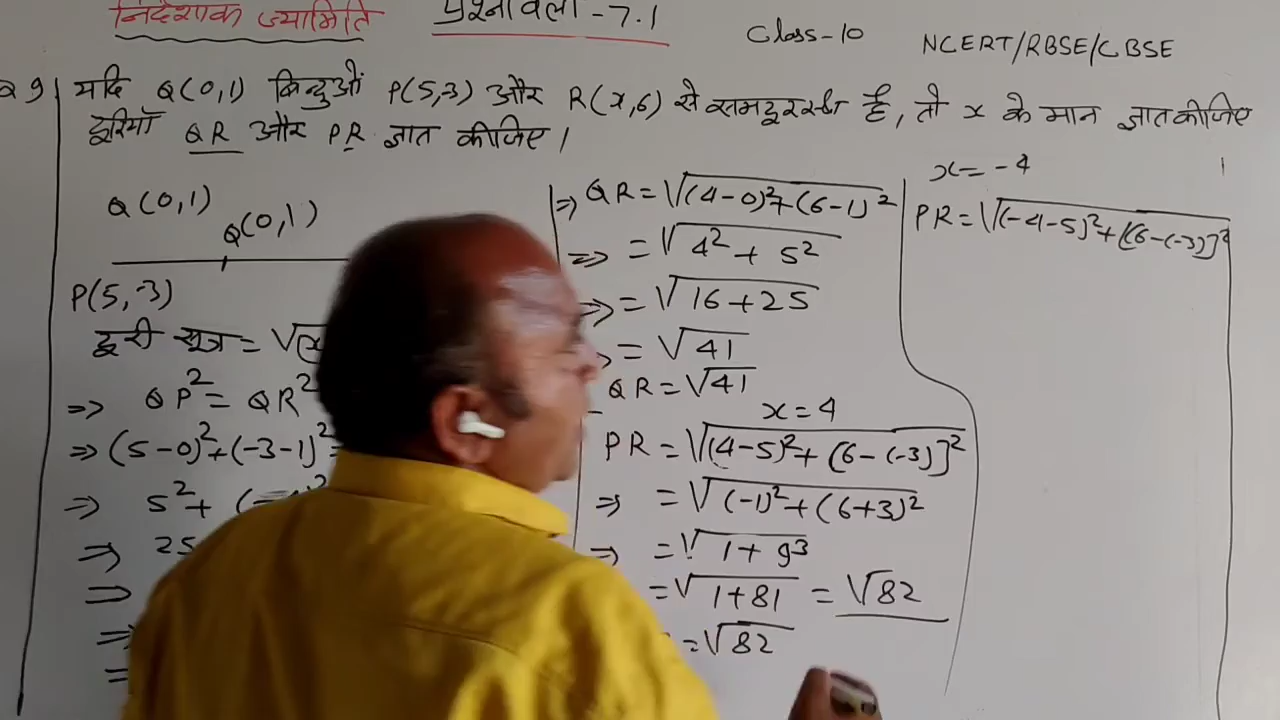 निर्देशांक ज्यामिति प्रश्नावली - 7.1 Class-10 NCERT/RBSE/CBSE
Q 9 यदि Q(0,1) बिन्दुओं P(5,-3) और R(x,6) से समदूरस्थ है, तो x के मान ज्ञात कीजिए
दूरियाँ QR और PR ज्ञात कीजिए।
Q(0,1)
Q(0,1)
P(5,-3)
दूरी सूत्र = √(x
=> QP² = QR²
=> (5-0)²+(-3-1)²
=> 5²+
=> 25
=>
=>
=> QR = √(4-0)²+(6-1)²
=> = √4² + 5²
=> = √16+25
= √41
QR = √41
x = 4
PR = √(4-5)²+(6-(-3)]²
=> = √(-1)²+(6+3)²
=> = √1+9³
= √1+81 = √82
= √82
x = -4
PR = √(-4-5)²+[(6-(-3)]²